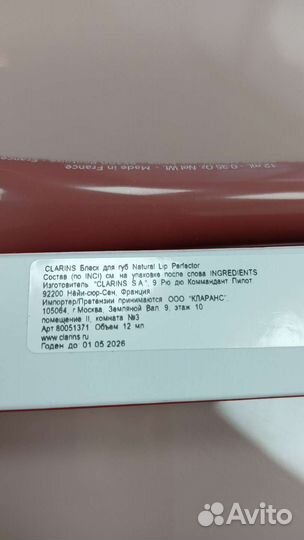 12 mL - 0.35 Oz. Net Wt. - Made in France
CLARINS Блеск для губ Natural Lip Perfector
Состав (по INCI) см на упаковке после слова INGREDIENTS
Изготовитель "CLARINS S.A.", 9 Рю дю Коммандант Пилот
92200 Нёйи-сюр-Сен, Франция
Импортер/Претензии принимаются ООО "КЛАРАНС".
105064, г Москва, Земляной Вал, 9, этаж 10
помещение II, комната №3
Арт 80051371 Объем 12 мл
www.clarins.ru
Годен до 01 05 2026
Avito